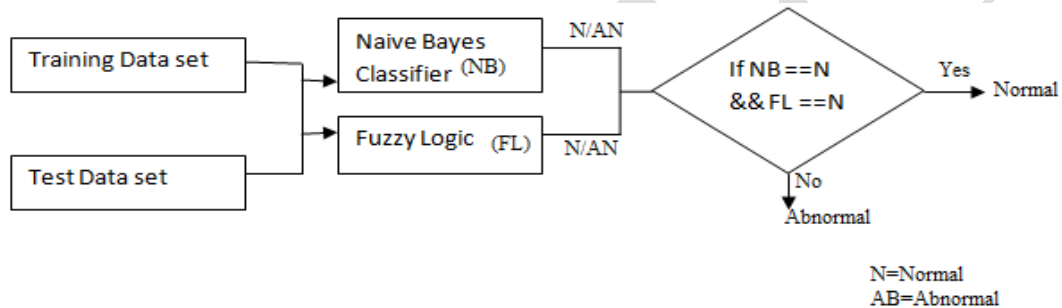 Training Data set
Test Data set
Naive Bayes
Classifier (NB)
Fuzzy Logic (FL)
N/AN
N/AN
If NB ==N
&& FL ==N
Yes
Normal
No
Abnormal
N=Normal
AB=Abnormal